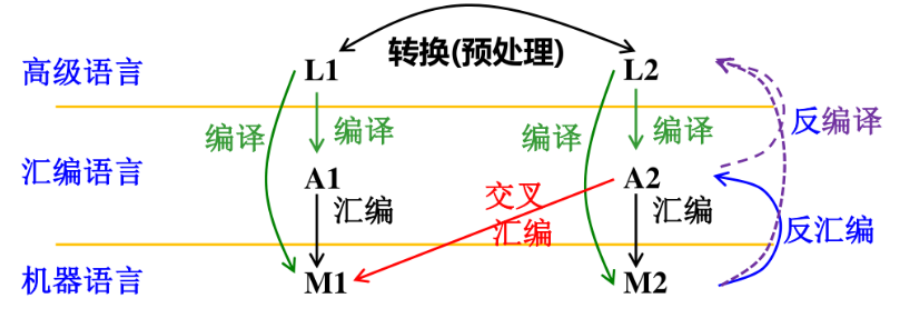 转换(预处理)
高级语言
L1
L2
编译
编译
编译
编译
反编译
汇编语言
A1
A2
汇编
交叉
汇编
汇编
反汇编
机器语言
M1
M2